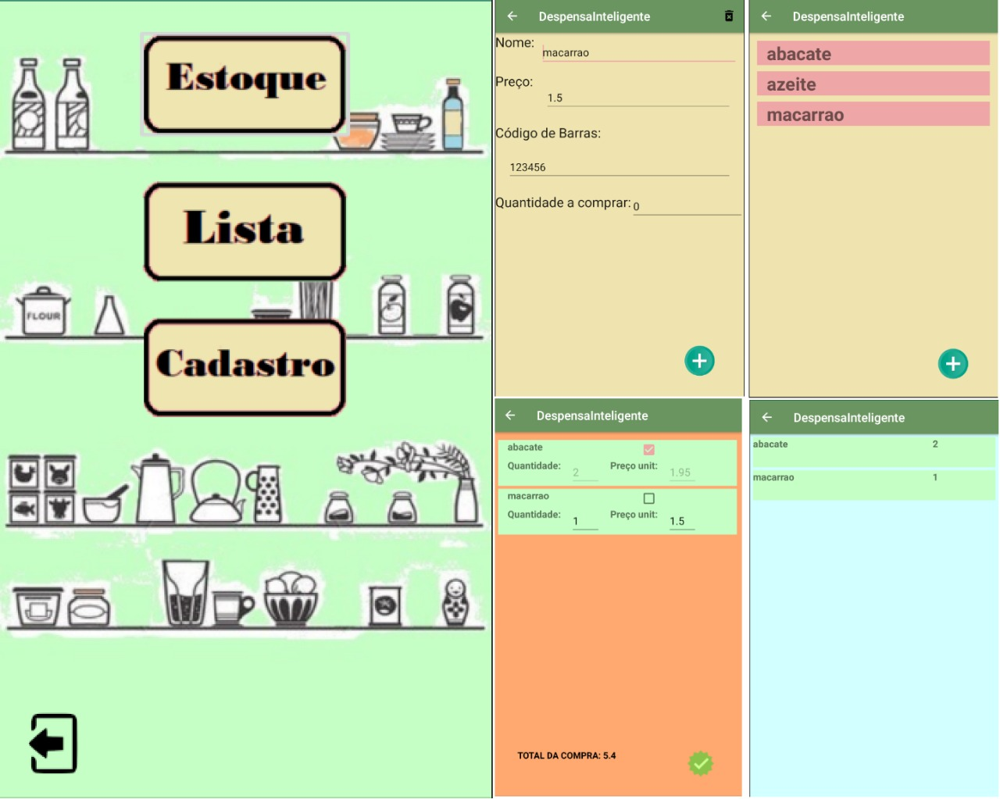 Estoque
Lista
FLOUR
Cadastro
DespensaInteligente
Nome:
macarrao
Preço:
1.5
Código de Barras:
123456
Quantidade a comprar: 0
DespensaInteligente
abacate
azeite
macarrao
DespensaInteligente
abacate
Quantidade: 2 Preço unit: 1.95
macarrao
Quantidade: 1 Preço unit: 1.5
TOTAL DA COMPRA: 5.4
DespensaInteligente
abacate 2
macarrao 1